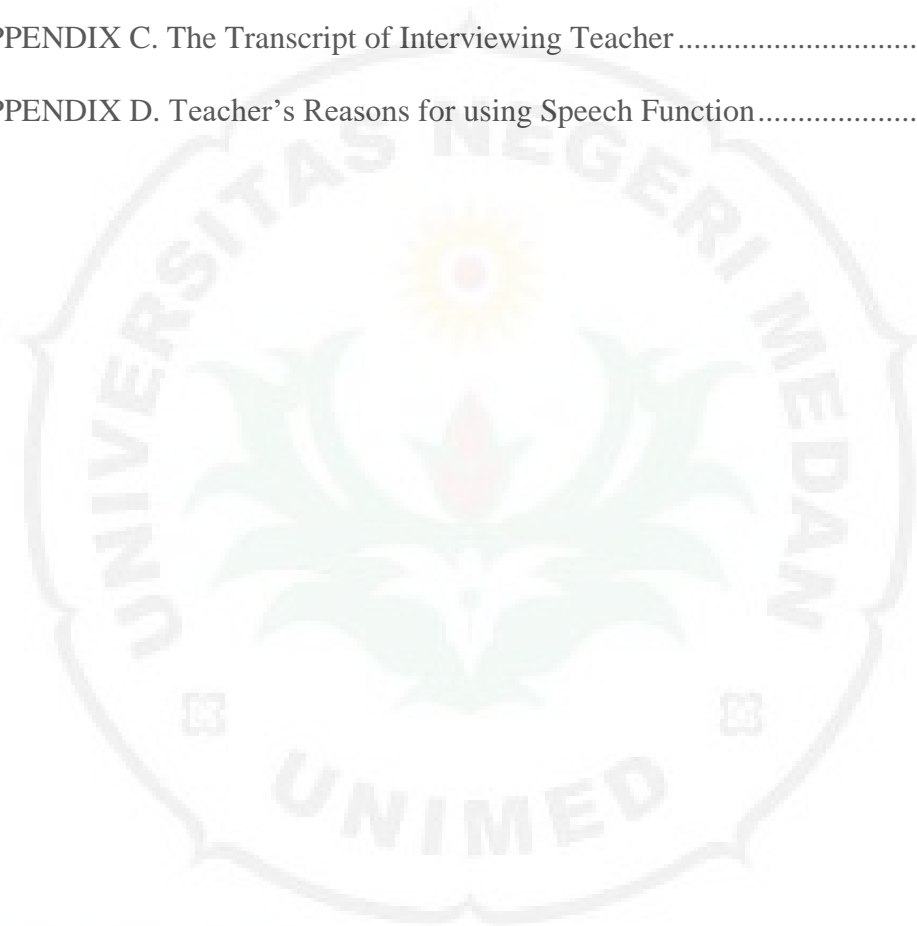 PPENDIX C. The Transcript of Interviewing Teacher..............................
PPENDIX D. Teacher’s Reasons for using Speech Function....................
UNIVERSITAS NEGERI MEDAN
UNIMED